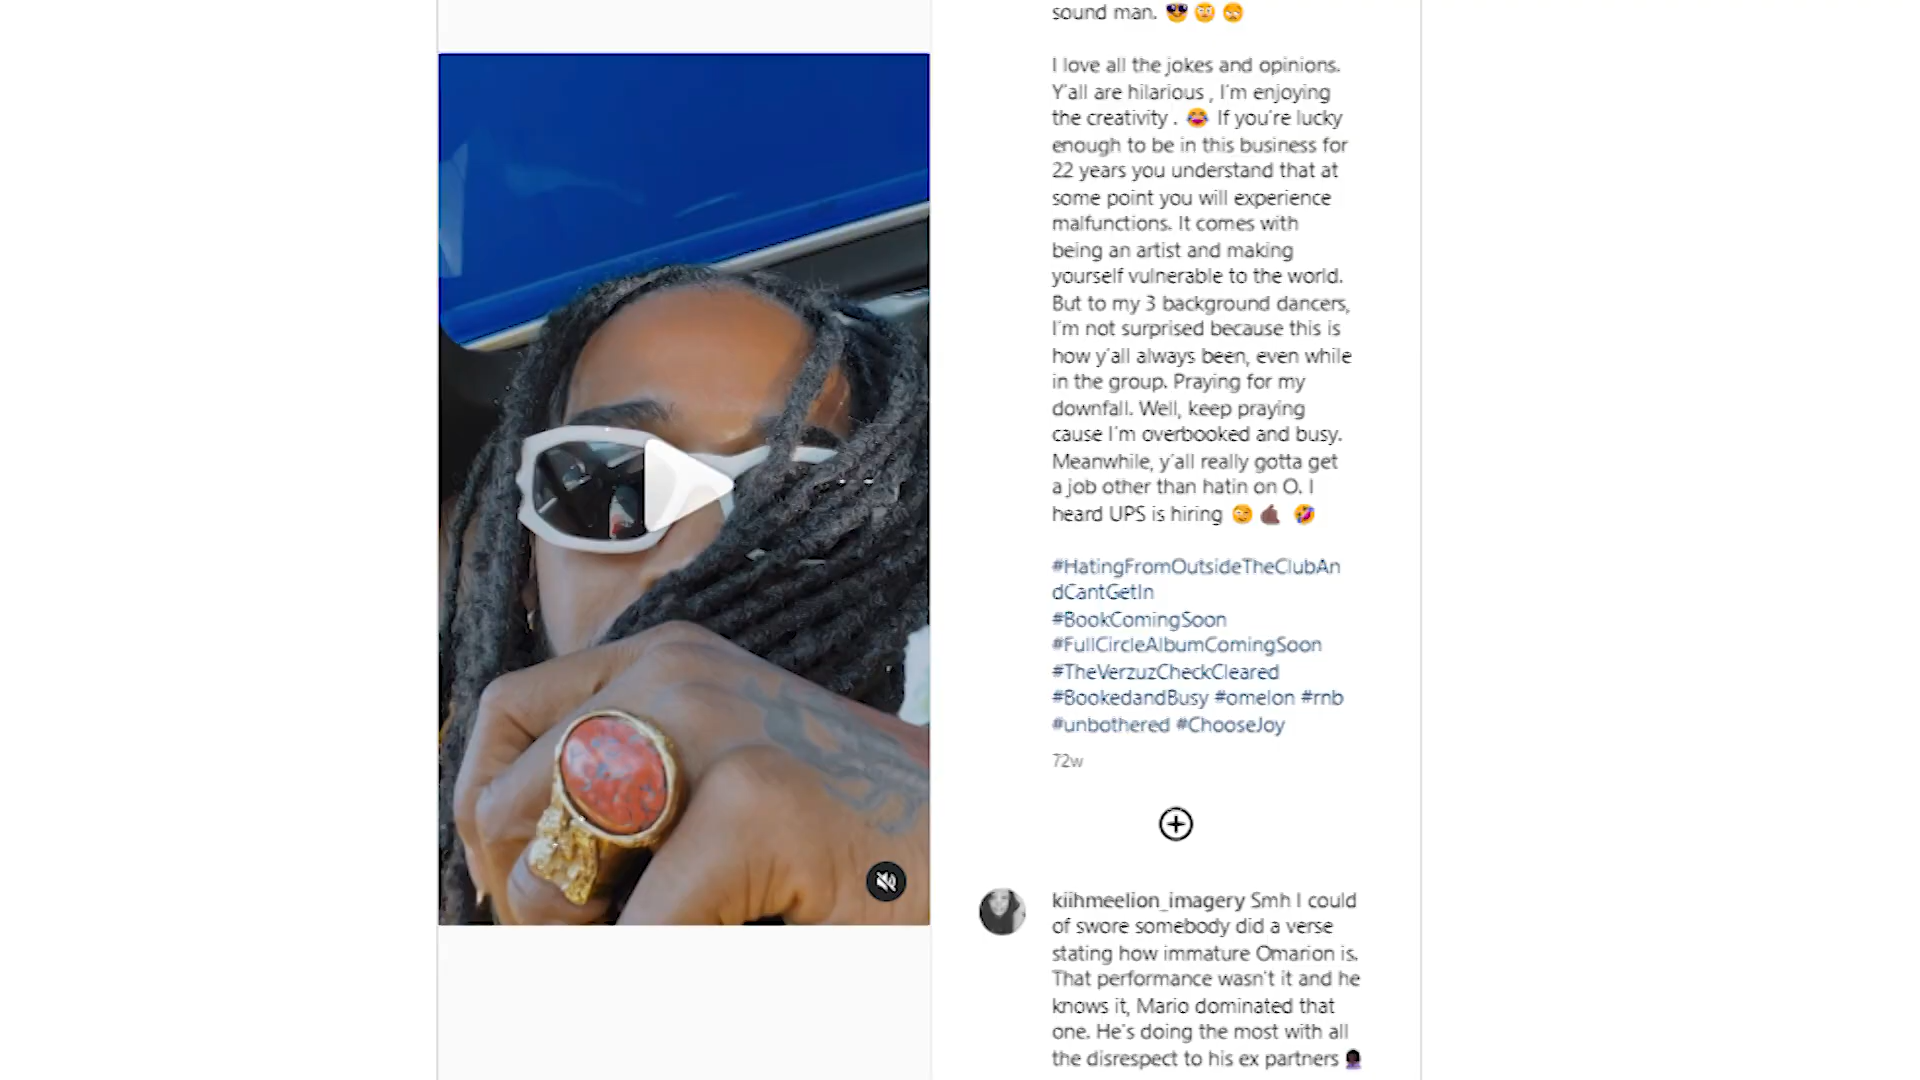 sound man. 😎🙄😪
I love all the jokes and opinions.
Y'all are hilarious , I'm enjoying
the creativity . 😂 If you're lucky
enough to be in this business for
22 years you understand that at
some point you will experience
malfunctions. It comes with
being an artist and making
yourself vulnerable to the world.
But to my 3 background dancers,
I'm not surprised because this is
how y'all always been, even while
in the group. Praying for my
downfall. Well, keep praying
cause I'm overbooked and busy.
Meanwhile, y'all really gotta get
a job other than hatin on O. I
heard UPS is hiring 😏🤙🏿 🤣
#HatingFromOutsideTheClubAn
dCantGetIn
#BookComingSoon
#FullCircleAlbumComingSoon
#TheVerzuzCheckCleared
#BookedandBusy #omelon #rnb
#unbothered #ChooseJoy
72w
kiihmeelion_imagery Smh I could
of swore somebody did a verse
stating how immature Omarion is.
That performance wasn't it and he
knows it, Mario dominated that
one. He's doing the most with all
the disrespect to his ex partners